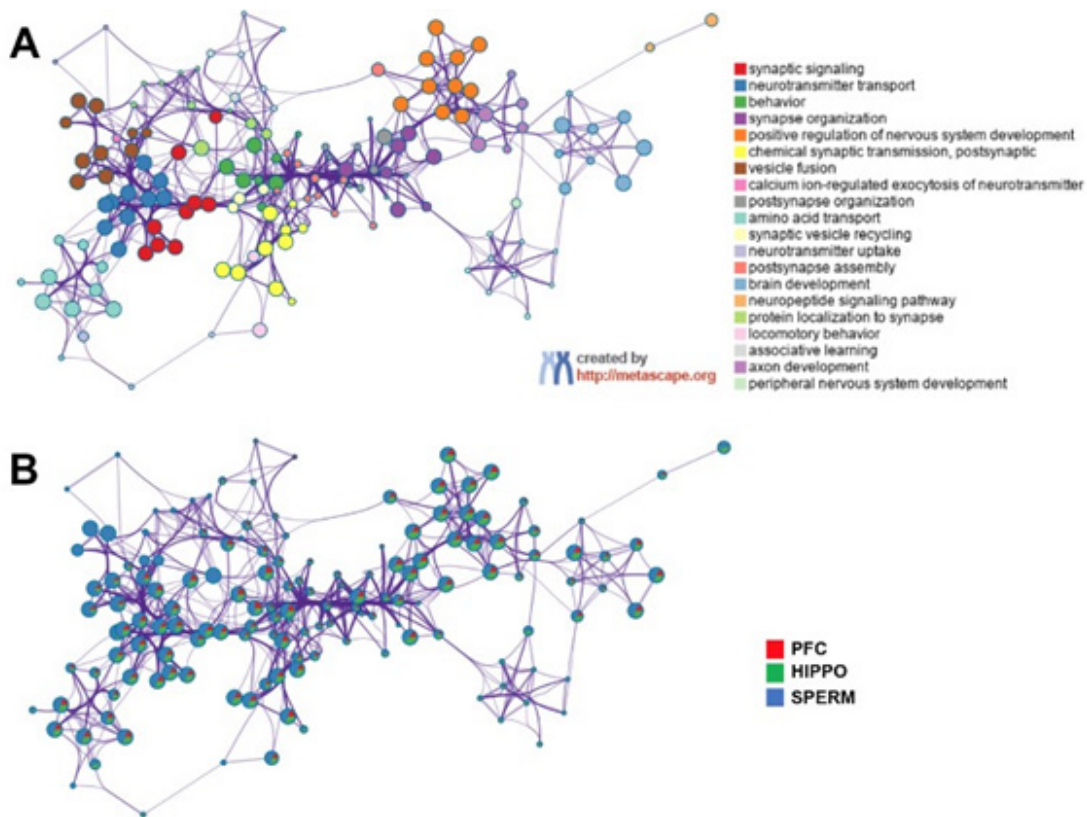 A
synaptic signaling
neurotransmitter transport
behavior
synapse organization
positive regulation of nervous system development
chemical synaptic transmission, postsynaptic
vesicle fusion
calcium ion-regulated exocytosis of neurotransmitter
postsynapse organization
amino acid transport
synaptic vesicle recycling
neurotransmitter uptake
postsynapse assembly
brain development
neuropeptide signaling pathway
protein localization to synapse
locomotory behavior
associative learning
axon development
peripheral nervous system development
created by
http://metascape.org
B
PFC
HIPPO
SPERM